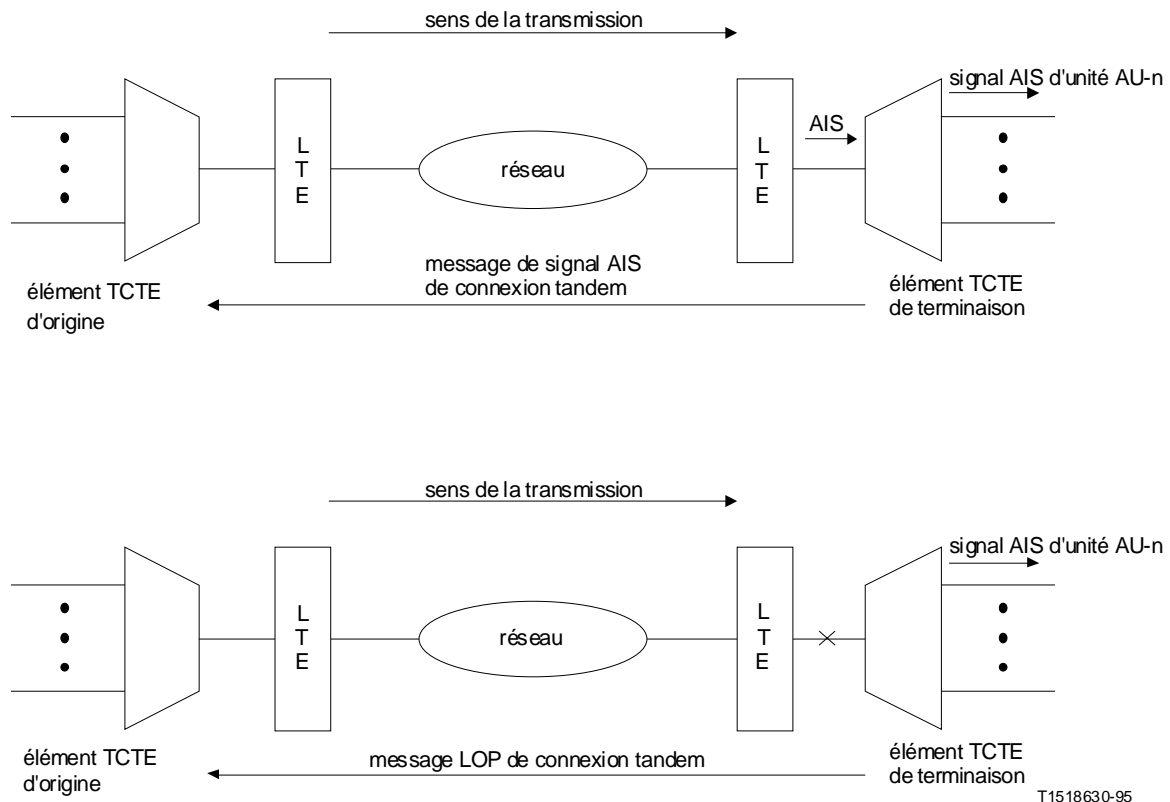 sens de la transmission
signal AIS d'unité AU-n
AIS
L
T
E
réseau
L
T
E
message de signal AIS
de connexion tandem
élément TCTE
d'origine
élément TCTE
de terminaison
sens de la transmission
signal AIS d'unité AU-n
L
T
E
réseau
L
T
E
élément TCTE
d'origine
message LOP de connexion tandem
élément TCTE
de terminaison
T1518630-95